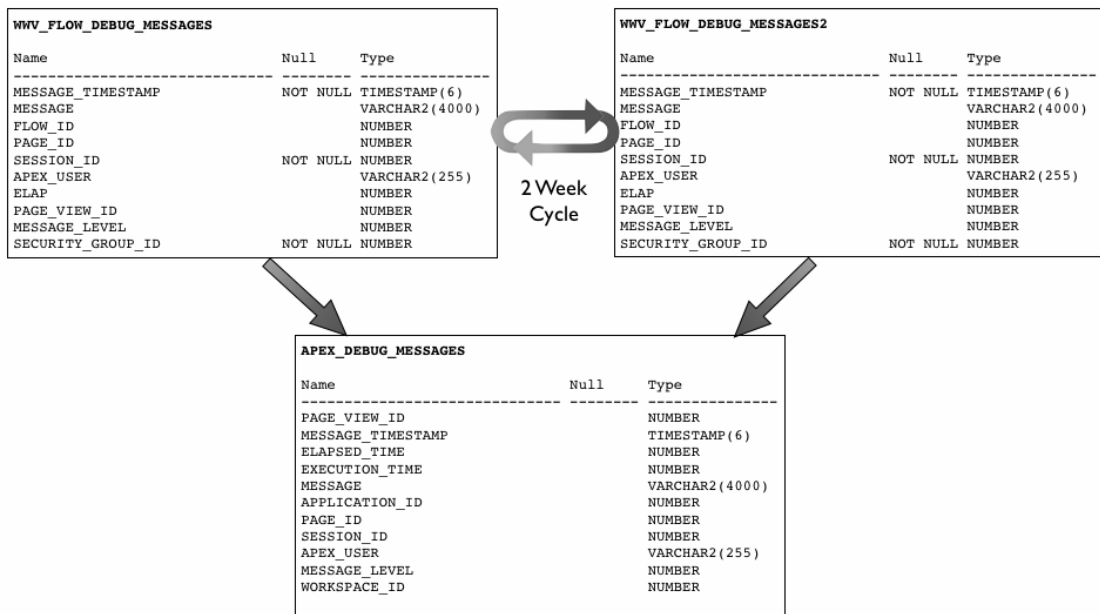 WWV_FLOW_DEBUG_MESSAGES
Name Null Type
------------------------------ -------- ---------------
MESSAGE_TIMESTAMP NOT NULL TIMESTAMP(6)
MESSAGE VARCHAR2(4000)
FLOW_ID NUMBER
PAGE_ID NUMBER
SESSION_ID NOT NULL NUMBER
APEX_USER VARCHAR2(255)
ELAP NUMBER
PAGE_VIEW_ID NUMBER
MESSAGE_LEVEL NUMBER
SECURITY_GROUP_ID NOT NULL NUMBER
2 Week
Cycle
WWV_FLOW_DEBUG_MESSAGES2
Name Null Type
------------------------------ -------- ---------------
MESSAGE_TIMESTAMP NOT NULL TIMESTAMP(6)
MESSAGE VARCHAR2(4000)
FLOW_ID NUMBER
PAGE_ID NUMBER
SESSION_ID NOT NULL NUMBER
APEX_USER VARCHAR2(255)
ELAP NUMBER
PAGE_VIEW_ID NUMBER
MESSAGE_LEVEL NUMBER
SECURITY_GROUP_ID NOT NULL NUMBER
APEX_DEBUG_MESSAGES
Name Null Type
------------------------------ -------- ---------------
PAGE_VIEW_ID NUMBER
MESSAGE_TIMESTAMP TIMESTAMP(6)
ELAPSED_TIME NUMBER
EXECUTION_TIME NUMBER
MESSAGE VARCHAR2(4000)
APPLICATION_ID NUMBER
PAGE_ID NUMBER
SESSION_ID NUMBER
APEX_USER VARCHAR2(255)
MESSAGE_LEVEL NUMBER
WORKSPACE_ID NUMBER